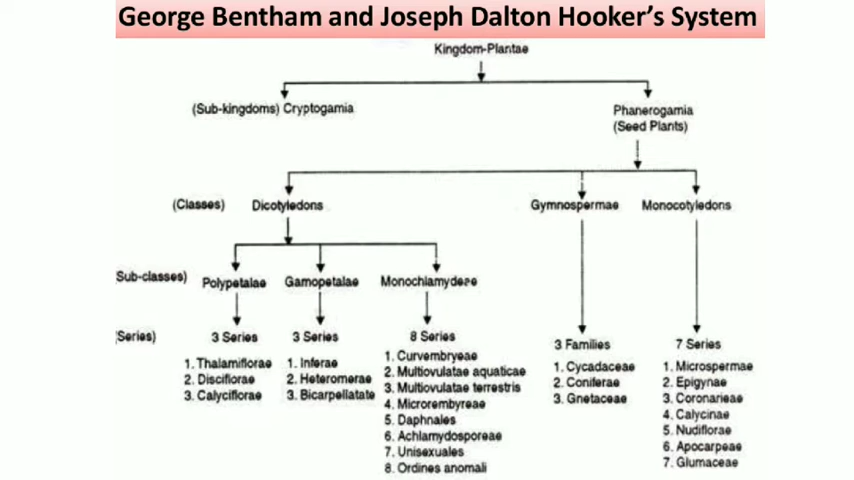 George Bentham and Joseph Dalton Hooker's System
Kingdom-Plantae
(Sub-kingdoms) Cryptogamia
Phanerogamia
(Seed Plants)
(Classes) Dicotyledons Gymnospermae Monocotyledons
Sub-classes) Polypetalae Gamopetalae Monochlamydere
(Series) 3 Series 3 Series 8 Series
1. Thalamiflorae
2. Disciflorae
3. Calyciflorae
1. Inferae
2. Heteromerae
3. Bicarpellatate
1. Curvembryeae
2. Multiovulatae aquaticae
3. Multiovulatae terrestris
4. Microrembyreae
5. Daphnales
6. Achlamydosporeae
7. Unisexuales
8. Ordines anomali
3 Families
1. Cycadaceae
2. Coniferae
3. Gnetaceae
7 Series
1. Microspermae
2. Epigynae
3. Coronarieae
4. Calycinae
5. Nudiflorae
6. Apocarpeae
7. Glumaceae